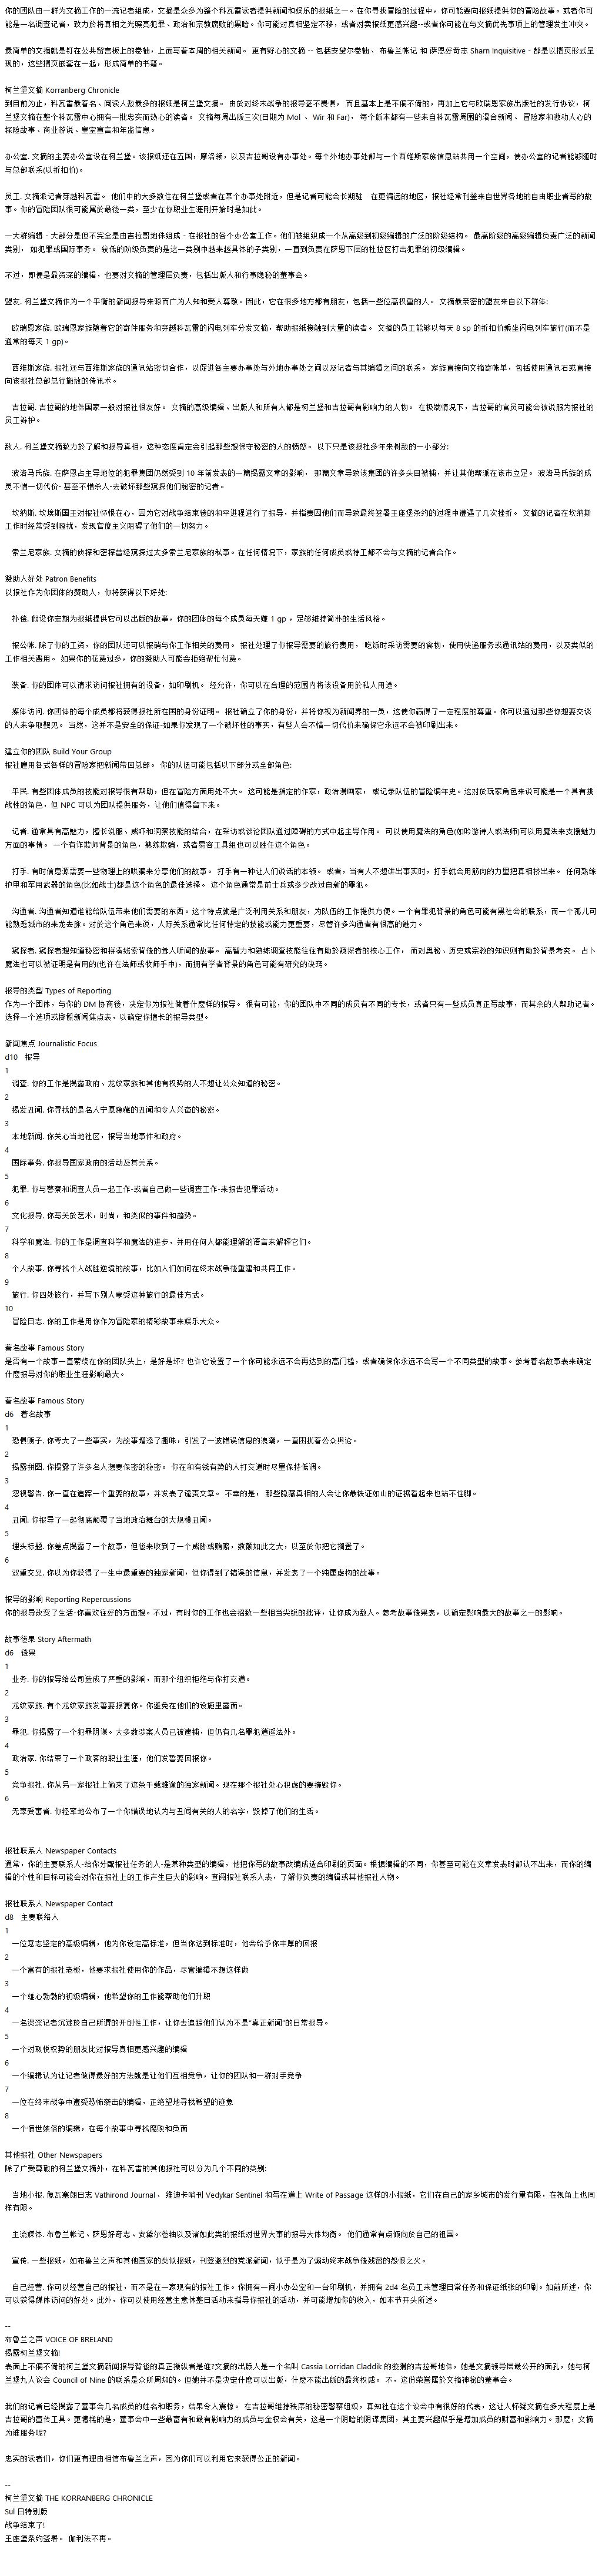 你的团队由一群为文摘工作的一流记者组成，文摘是众多为整个科瓦雷读者提供新闻和娱乐的报纸之一。在你寻找冒险的过程中，你可能要向报纸提供你的冒险故事。或者你可
能是一名调查记者，致力於将真相之光照亮犯罪、政治和宗教腐败的黑暗。你可能对真相坚定不移，或者对卖报纸更感兴趣--或者你可能在与文摘优先事项上的管理发生冲突。
最简单的文摘就是钉在公共留言板上的卷轴，上面写着本周的相关新闻。 更有野心的文摘 -- 包括安黛尔卷轴、 布鲁兰帐记 和 萨恩好奇志 Sharn Inquisitive - 都是以摺页形式呈
现的，这些摺页嵌套在一起，形成简单的书籍。
柯兰堡文摘 Korranberg Chronicle
到目前为止，科瓦雷最着名、阅读人数最多的报纸是柯兰堡文摘。 由於对终末战争的报导毫不畏惧， 而且基本上是不偏不倚的，再加上它与欧瑞恩家族出版社的发行协议，柯
兰堡文摘在整个科瓦雷中心拥有一批忠实而热心的读者。 文摘每周出版三次(日期为 Mol 、 Wir 和 Far)， 每个版本都有一些来自科瓦雷周围的混合新闻、 冒险家和激动人心的
探险故事、商业游说、皇室宣言和年监信息。
办公室. 文摘的主要办公室设在柯兰堡。该报纸还在五国，摩洛领，以及吉拉哥设有办事处。每个外地办事处都与一个西维斯家族信息站共用一个空间，使办公室的记者能够随时
与总部联系(以折扣价)。
员工. 文摘派记者穿越科瓦雷。 他们中的大多数住在柯兰堡或者在某个办事处附近，但是记者可能会长期驻 在更偏远的地区，报社经常刊登来自世界各地的自由职业者写的故
事。你的冒险团队很可能属於最後一类，至少在你职业生涯刚开始时是如此。
一大群编辑 - 大部分是但不完全是由吉拉哥地侏组成 - 在报社的各个办公室工作。他们被组织成一个从高级到初级编辑的广泛的阶级结构。 最高阶级的高级编辑负责广泛的新闻
类别， 如犯罪或国际事务。 较低的阶级负责的是这一类别中越来越具体的子类别，一直到负责在萨恩下层的杜拉区打击犯罪的初级编辑。
不过，即便是最资深的编辑，也要对文摘的管理层负责，包括出版人和行事隐秘的董事会。
盟友. 柯兰堡文摘作为一个平衡的新闻报导来源而广为人知和受人尊敬。因此，它在很多地方都有朋友，包括一些位高权重的人。 文摘最亲密的盟友来自以下群体:
欧瑞恩家族. 欧瑞恩家族随着它的寄件服务和穿越科瓦雷的闪电列车分发文摘，帮助报纸接触到大量的读者。 文摘的员工能够以每天 8 sp 的折扣价乘坐闪电列车旅行(而不是
通常的每天 1 gp)。
西维斯家族. 报社还与西维斯家族的通讯站密切合作，以促进各主要办事处与外地办事处之间以及记者与其编辑之间的联系。 家族直接向文摘寄帐单，包括使用通讯石或直接
向该报社总部总行施放的传讯术。
吉拉哥. 吉拉哥的地侏国家一般对报社很友好。 文摘的高级编辑、出版人和所有人都是柯兰堡和吉拉哥有影响力的人物。 在极端情况下，吉拉哥的官员可能会被说服为报社的
员工辩护。
敌人. 柯兰堡文摘致力於了解和报导真相，这种态度肯定会引起那些想保守秘密的人的愤怒。 以下只是该报社多年来树敌的一小部分:
波洛马氏族. 在萨恩占主导地位的犯罪集团仍然受到 10 年前发表的一篇揭露文章的影响， 那篇文章导致该集团的许多头目被捕，并让其他帮派在该市立足。 波洛马氏族的成
员不惜一切代价- 甚至不惜杀人-去破坏那些窥探他们秘密的记者。
坎纳斯. 坎埃斯国王对报社怀恨在心，因为它对战争结束後的和平进程进行了报导，并指责因他们而导致最终签署王座堡条约的过程中遭遇了几次挫折。 文摘的记者在坎纳斯
工作时经常受到骚扰，发现官僚主义阻碍了他们的一切努力。
索兰尼家族. 文摘的侦探和密探曾经窥探过太多索兰尼家族的私事。在任何情况下，家族的任何成员或特工都不会与文摘的记者合作。
赞助人好处 Patron Benefits
以报社作为你团体的赞助人，你将获得以下好处:
补偿. 假设你定期为报纸提供它可以出版的故事，你的团体的每个成员每天赚 1 gp ，足够维持简朴的生活风格。
报公帐. 除了你的工资，你的团队还可以报销与你工作相关的费用。 报社处理了你报导需要的旅行费用， 吃饭时采访需要的食物，使用快递服务或通讯站的费用，以及类似的
工作相关费用。 如果你的花费过多，你的赞助人可能会拒绝帮忙付费。
装备. 你的团体可以请求访问报社拥有的设备，如印刷机。 经允许，你可以在合理的范围内将该设备用於私人用途。
媒体访问. 你团体的每个成员都将获得报社所在国的身份证明。 报社确立了你的身份，并将你视为新闻界的一员，这使你赢得了一定程度的尊重。你可以通过那些你想要交谈
的人来争取觐见。 当然，这并不是安全的保证-如果你发现了一个破坏性的事实，有些人会不惜一切代价来确保它永远不会被印刷出来。
建立你的团队 Build Your Group
报社雇用各式各样的冒险家把新闻带回总部。 你的队伍可能包括以下部分或全部角色:
平民. 有些团体成员的技能对报导很有帮助，但在冒险方面用处不大。 这可能是指定的作家，政治漫画家， 或记录队伍的冒险编年史。这对於玩家角色来说可能是一个具有挑
战性的角色，但 NPC 可以为团队提供服务，让他们值得留下来。
记者. 通常具有高魅力，擅长说服、威吓和洞察技能的结合，在采访或谈论团队通过障碍的方式中起主导作用。 可以使用魔法的角色(如吟游诗人或法师)可以用魔法来支援魅力
方面的事情。 一个有诈欺师背景的角色，熟练欺骗，或者易容工具组也可以胜任这个角色。
打手. 有时信息源需要一些物理上的哄骗来分享他们的故事。 打手有一种让人们说话的本领。 或者，当有人不想讲出事实时，打手就会用筋肉的力量把真相挤出来。 任何熟练
护甲和军用武器的角色(比如战士)都是这个角色的最佳选择。 这个角色通常是前士兵或多少改过自新的罪犯。
沟通者. 沟通者知道谁能给队伍带来他们需要的东西。这个特点就是广泛利用关系和朋友，为队伍的工作提供方便。一个有罪犯背景的角色可能有黑社会的联系，而一个孤儿可
能熟悉城市的来龙去脉。对於这个角色来说，人际关系通常比任何特定的技能或能力更重要，尽管许多沟通者有很高的魅力。
窥探者. 窥探者想知道秘密和拼凑线索背後的耸人听闻的故事。 高智力和熟练调查技能往往有助於窥探者的核心工作， 而对奥秘、历史或宗教的知识则有助於背景考究。 占卜
魔法也可以被证明是有用的(也许在法师或牧师手中)，而拥有学者背景的角色可能有研究的诀窍。
报导的类型 Types of Reporting
作为一个团体，与你的 DM 协商後，决定你为报社做着什麽样的报导。 很有可能，你的团队中不同的成员有不同的专长，或者只有一些成员真正写故事，而其余的人帮助记者。
选择一个选项或掷骰新闻焦点表，以确定你擅长的报导类型。
新闻焦点 Journalistic Focus
d10 报导
1
调查. 你的工作是揭露政府、龙纹家族和其他有权势的人不想让公众知道的秘密。
2
揭发丑闻. 你寻找的是名人宁愿隐藏的丑闻和令人兴奋的秘密。
3
本地新闻. 你关心当地社区，报导当地事件和政府。
4
国际事务. 你报导国家政府的活动及其关系。
5
犯罪. 你与警察和调查人员一起工作-或者自己做一些调查工作-来报告犯罪活动。
6
文化报导. 你写关於艺术，时尚，和类似的事件和趋势。
7
科学和魔法. 你的工作是调查科学和魔法的进步，并用任何人都能理解的语言来解释它们。
8
个人故事. 你寻找个人战胜逆境的故事，比如人们如何在终末战争後重建和共同工作。
9
旅行. 你四处旅行，并写下别人享受这种旅行的最佳方式。
10
冒险日志. 你的工作是用你作为冒险家的精彩故事来娱乐大众。
着名故事 Famous Story
是否有一个故事一直萦绕在你的团队头上，是好是坏? 也许它设置了一个你可能永远不会再达到的高门槛，或者确保你永远不会写一个不同类型的故事。参考着名故事表来确定
什麽报导对你的职业生涯影响最大。
着名故事 Famous Story
d6 着名故事
1
恐惧贩子. 你夸大了一些事实，为故事增添了趣味，引发了一波错误信息的浪潮，一直困扰着公众舆论。
2
揭露拼图. 你揭露了许多名人想要保密的秘密。 你在和有钱有势的人打交道时尽量保持低调。
3
忽视警告. 你一直在追踪一个重要的故事，并发表了谴责文章。 不幸的是， 那些隐藏真相的人会让你最铁证如山的证据看起来也站不住脚。
4
丑闻. 你报导了一起彻底颠覆了当地政治舞台的大规模丑闻。
5
埋头标题. 你差点揭露了一个故事，但後来收到了一个威胁或贿赂，数额如此之大，以至於你把它搁置了。
6
双重交叉. 你以为你获得了一生中最重要的独家新闻，但你得到了错误的信息，并发表了一个纯属虚构的故事。
报导的影响 Reporting Repercussions
你的报导改变了生活-你喜欢往好的方面想。不过，有时你的工作也会招致一些相当尖锐的批评，让你成为敌人。参考故事後果表，以确定影响最大的故事之一的影响。
故事後果 Story Aftermath
d6 後果
1
业务. 你的报导给公司造成了严重的影响，而那个组织拒绝与你打交道。
2
龙纹家族. 有个龙纹家族发誓要报复你。你避免在他们的设施里露面。
3
罪犯. 你揭露了一个犯罪阴谋。大多数涉案人员已被逮捕，但仍有几名罪犯逍遥法外。
4
政治家. 你结束了一个政客的职业生涯，他们发誓要回报你。
5
竞争报社. 你从另一家报社上偷来了这条千载难逢的独家新闻。现在那个报社处心积虑的要摧毁你。
6
无辜受害者. 你轻率地公布了一个你错误地认为与丑闻有关的人的名字，毁掉了他们的生活。
报社联系人 Newspaper Contacts
通常，你的主要联系人-给你分配报社任务的人-是某种类型的编辑，他把你写的故事改编成适合印刷的页面。根据编辑的不同，你甚至可能在文章发表时都认不出来，而你的编
辑的个性和目标可能会对你在报社上的工作产生巨大的影响。查阅报社联系人表，了解你负责的编辑或其他报社人物。
报社联系人 Newspaper Contact
d8 主要联络人
1
一位意志坚定的高级编辑，他为你设定高标准，但当你达到标准时，他会给予你丰厚的回报
2
一个富有的报社老板，他要求报社使用你的作品，尽管编辑不想这样做
3
一个雄心勃勃的初级编辑，他希望你的工作能帮助他们升职
4
一名资深记者沉迷於自己所谓的开创性工作，让你去追踪他们认为不是“真正新闻”的日常报导。
5
一个对取悦权势的朋友比对报导真相更感兴趣的编辑
6
一个编辑认为让记者做得最好的方法就是让他们互相竞争，让你的团队和一群对手竞争
7
一位在终末战争中遭受恐怖袭击的编辑，正绝望地寻找希望的迹象
8
一个愤世嫉俗的编辑，在每个故事中寻找腐败和负面
其他报社 Other Newspapers
除了广受尊敬的柯兰堡文摘外，在科瓦雷的其他报社可以分为几个不同的类别:
当地小报. 像瓦塞朗日志 Vathirond Journal、 维迪卡哨刊 Vedykar Sentinel 和写在道上 Write of Passage 这样的小报纸，它们在自己的家乡城市的发行量有限，在视角上也同
样有限。
主流媒体. 布鲁兰帐记、萨恩好奇志、安黛尔卷轴以及诸如此类的报纸对世界大事的报导大体均衡。 他们通常有点倾向於自己的祖国。
宣传. 一些报纸，如布鲁兰之声和其他国家的类似报纸，刊登激烈的党派新闻，似乎是为了煽动终末战争後残留的怨恨之火。
自己经营. 你可以经营自己的报社，而不是在一家现有的报社工作。你拥有一间小办公室和一台印刷机，并拥有 2d4 名员工来管理日常任务和保证纸张的印刷。如前所述，你
可以获得媒体访问的好处。此外，你可以使用经营生意休整日活动来指导你报社的活动，并可能增加你的收入，如本节开头所述。
--
布鲁兰之声 VOICE OF BRELAND
揭露柯兰堡文摘!
表面上不偏不倚的柯兰堡文摘新闻报导背後的真正操纵者是谁?文摘的出版人是一个名叫 Cassia Lorridan Claddik 的狡猾的吉拉哥地侏，她是文摘领导层最公开的面孔，她与柯
兰堡九人议会 Council of Nine 的联系是众所周知的。但她并不是决定什麽可以出版，什麽不能出版的最终权威。 不，这份荣誉属於文摘神秘的董事会。
我们的记者已经揭露了董事会几名成员的姓名和职务，结果令人震惊。 在吉拉哥维持秩序的秘密警察组织，真知社在这个议会中有很好的代表，这让人怀疑文摘在多大程度上是
吉拉哥的宣传工具。更糟糕的是，董事会中一些最富有和最有影响力的成员与金权会有关，这是一个阴暗的阴谋集团，其主要兴趣似乎是增加成员的财富和影响力。那麽，文摘
为谁服务呢?
忠实的读者们，你们更有理由相信布鲁兰之声，因为你们可以利用它来获得公正的新闻。
--
柯兰堡文摘 THE KORRANBERG CHRONICLE
Sul 日特别版
战争结束了!
王座堡条约签署。 伽利法不再。